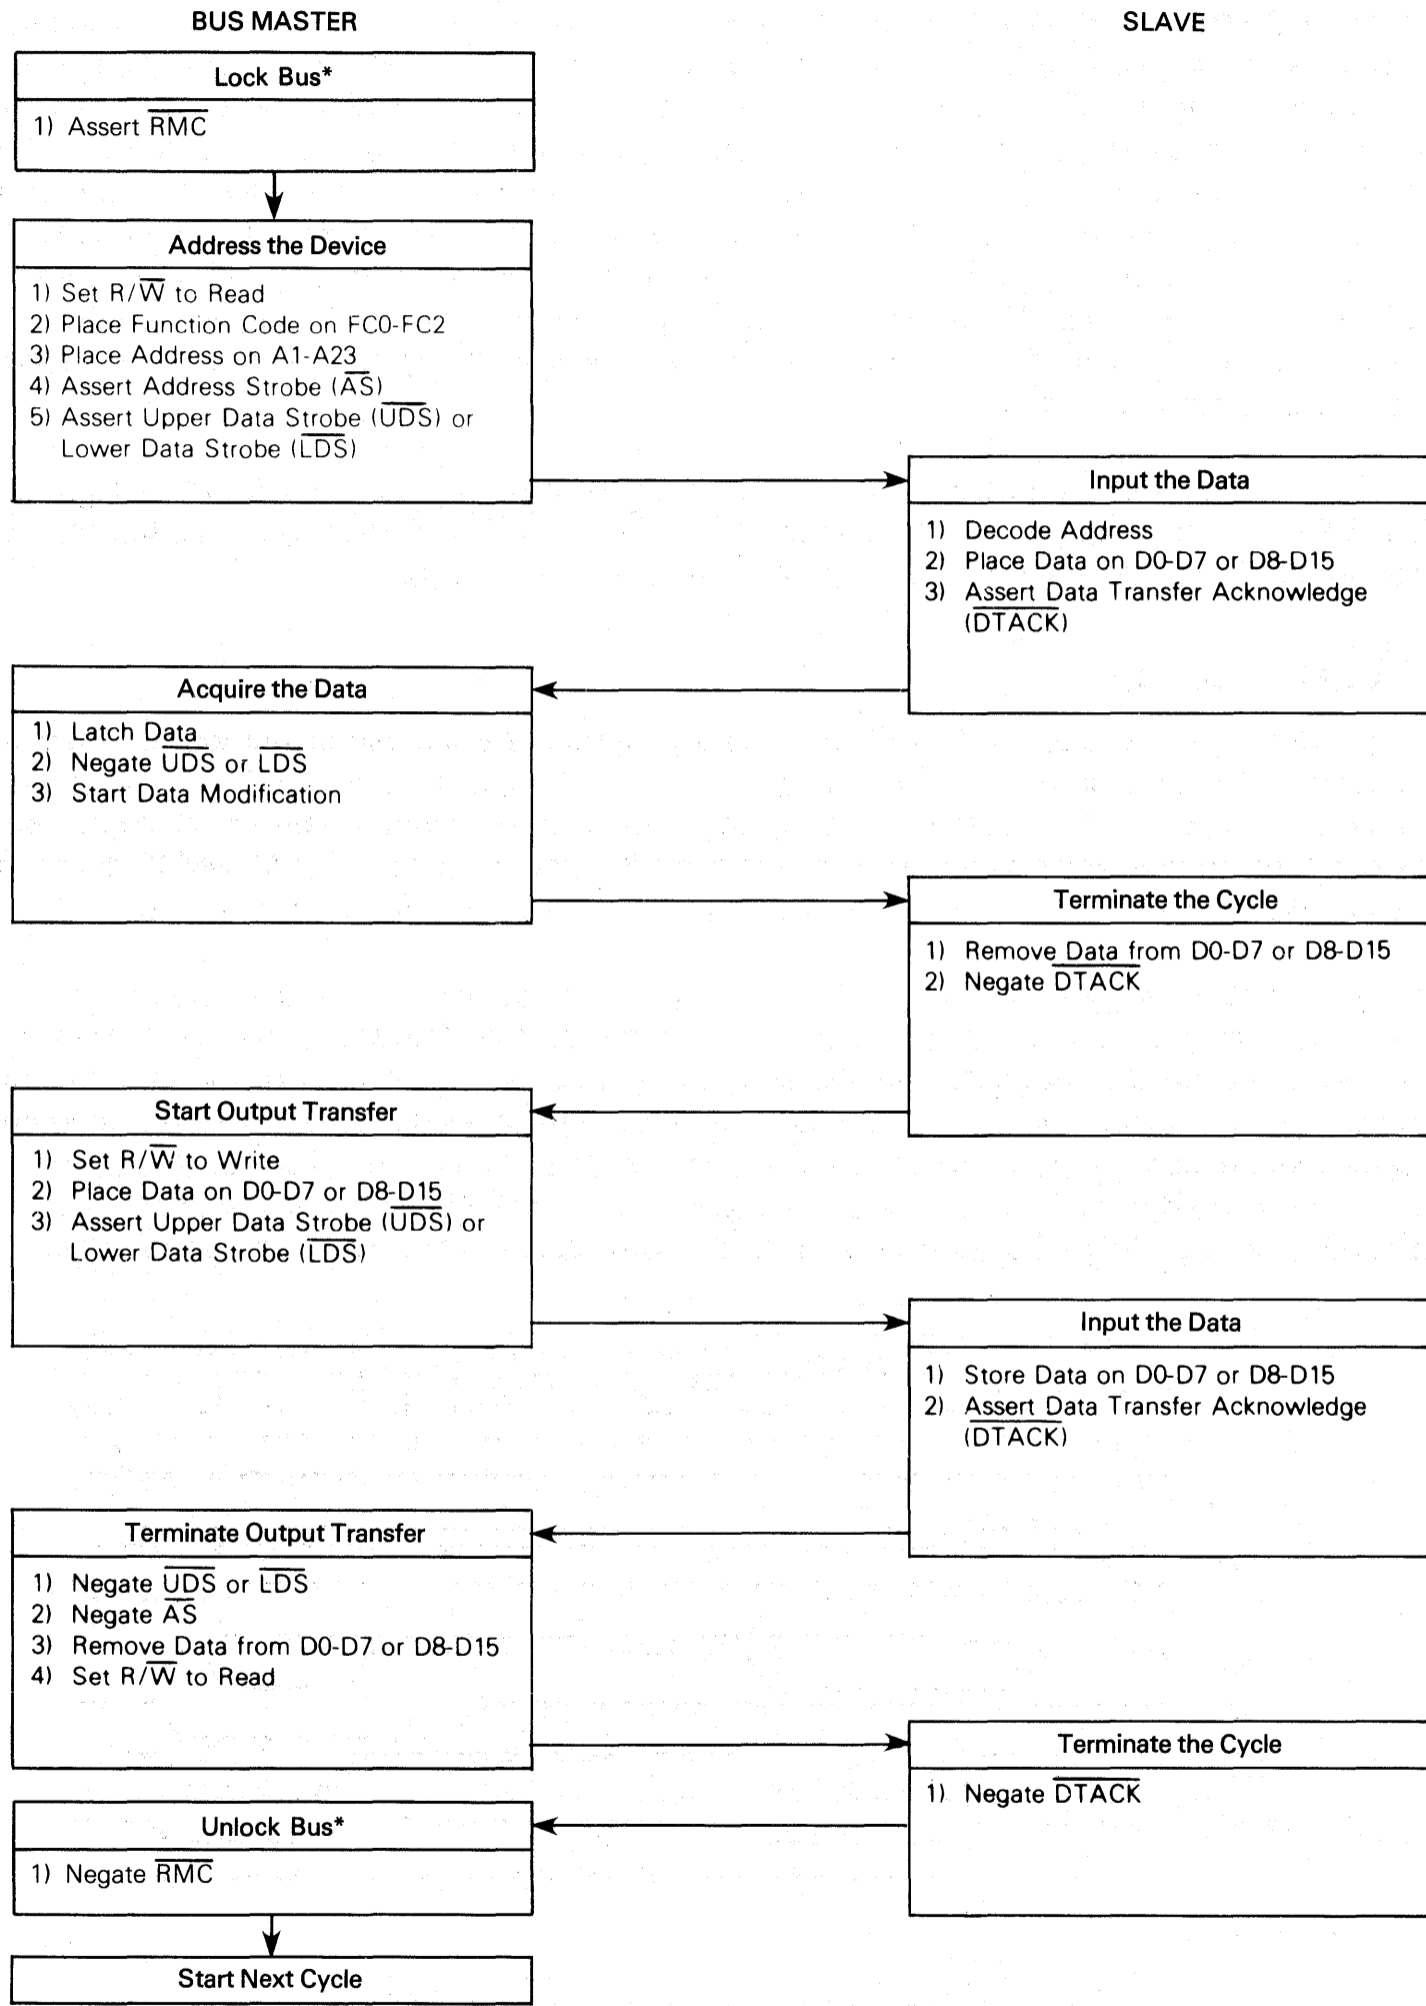 BUS MASTER
SLAVE
Lock Bus*
1) Assert RMC
Address the Device
1) Set R/W to Read
2) Place Function Code on FC0-FC2
3) Place Address on A1-A23
4) Assert Address Strobe (AS)
5) Assert Upper Data Strobe (UDS) or
Lower Data Strobe (LDS)
Input the Data
1) Decode Address
2) Place Data on D0-D7 or D8-D15
3) Assert Data Transfer Acknowledge
(DTACK)
Acquire the Data
1) Latch Data
2) Negate UDS or LDS
3) Start Data Modification
Terminate the Cycle
1) Remove Data from D0-D7 or D8-D15
2) Negate DTACK
Start Output Transfer
1) Set R/W to Write
2) Place Data on D0-D7 or D8-D15
3) Assert Upper Data Strobe (UDS) or
Lower Data Strobe (LDS)
Input the Data
1) Store Data on D0-D7 or D8-D15
2) Assert Data Transfer Acknowledge
(DTACK)
Terminate Output Transfer
1) Negate UDS or LDS
2) Negate AS
3) Remove Data from D0-D7 or D8-D15
4) Set R/W to Read
Terminate the Cycle
1) Negate DTACK
Unlock Bus*
1) Negate RMC
Start Next Cycle